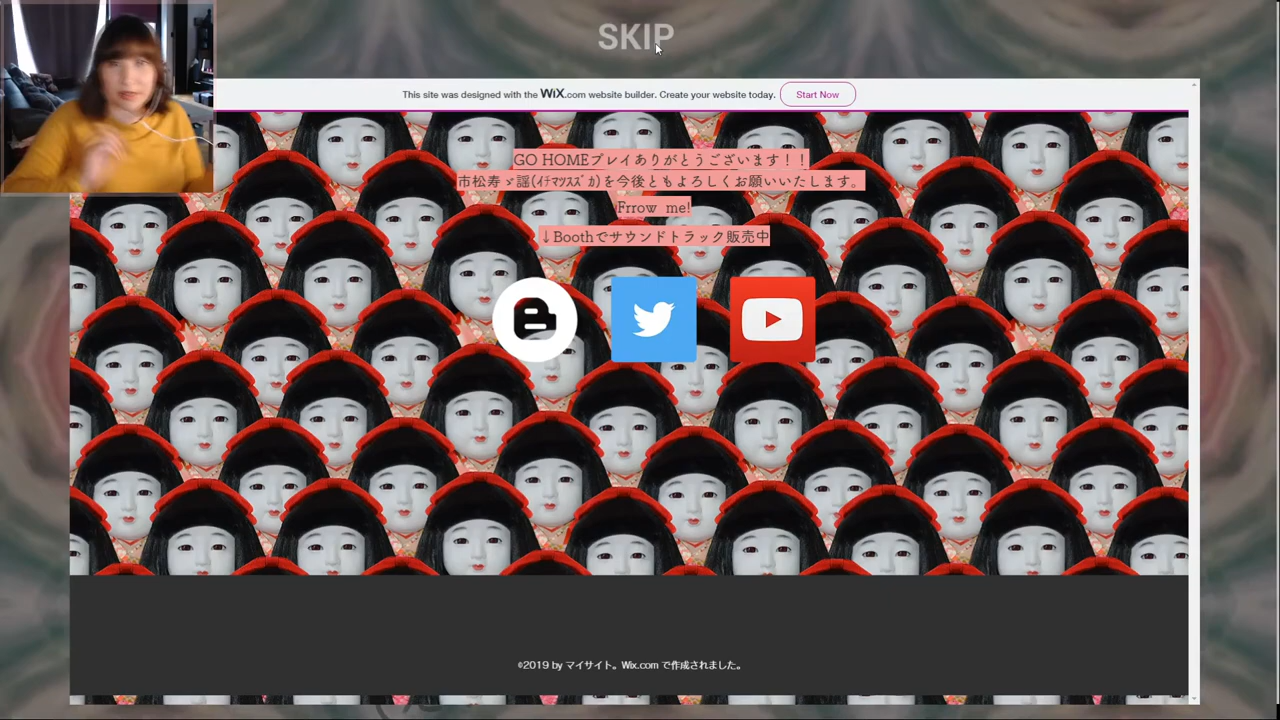 SKIP
This site was designed with the WiX.com website builder. Create your website today. Start Now
GO HOMEプレイありがとうございます！！
市松寿ゞ謡(ｲﾁﾏﾂｽｽﾞｶ)を今後ともよろしくお願いいたします。
Frrow me!
↓Boothでサウンドトラック販売中
©2019 by マイサイト。Wix.com で作成されました。